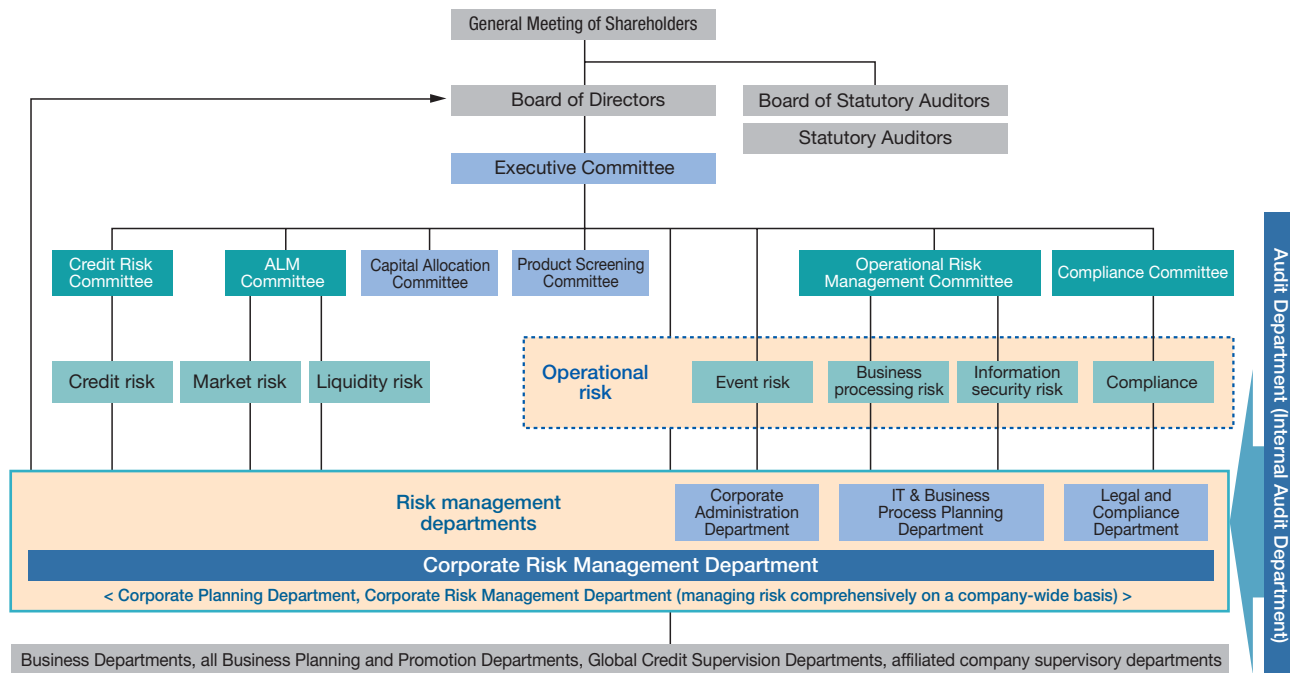 General Meeting of Shareholders
Board of Directors
Board of Statutory Auditors
Statutory Auditors
Executive Committee
Credit Risk
Committee
ALM
Committee
Capital Allocation
Committee
Product Screening
Committee
Operational Risk
Management Committee
Compliance Committee
Credit risk
Market risk
Liquidity risk
Operational
risk
Event risk
Business
processing risk
Information
security risk
Compliance
Risk management
departments
Corporate
Administration
Department
IT & Business
Process Planning
Department
Legal and
Compliance
Department
Corporate Risk Management Department
< Corporate Planning Department, Corporate Risk Management Department (managing risk comprehensively on a company-wide basis) >
Business Departments, all Business Planning and Promotion Departments, Global Credit Supervision Departments, affiliated company supervisory departments
Audit Department (Internal Audit Department)